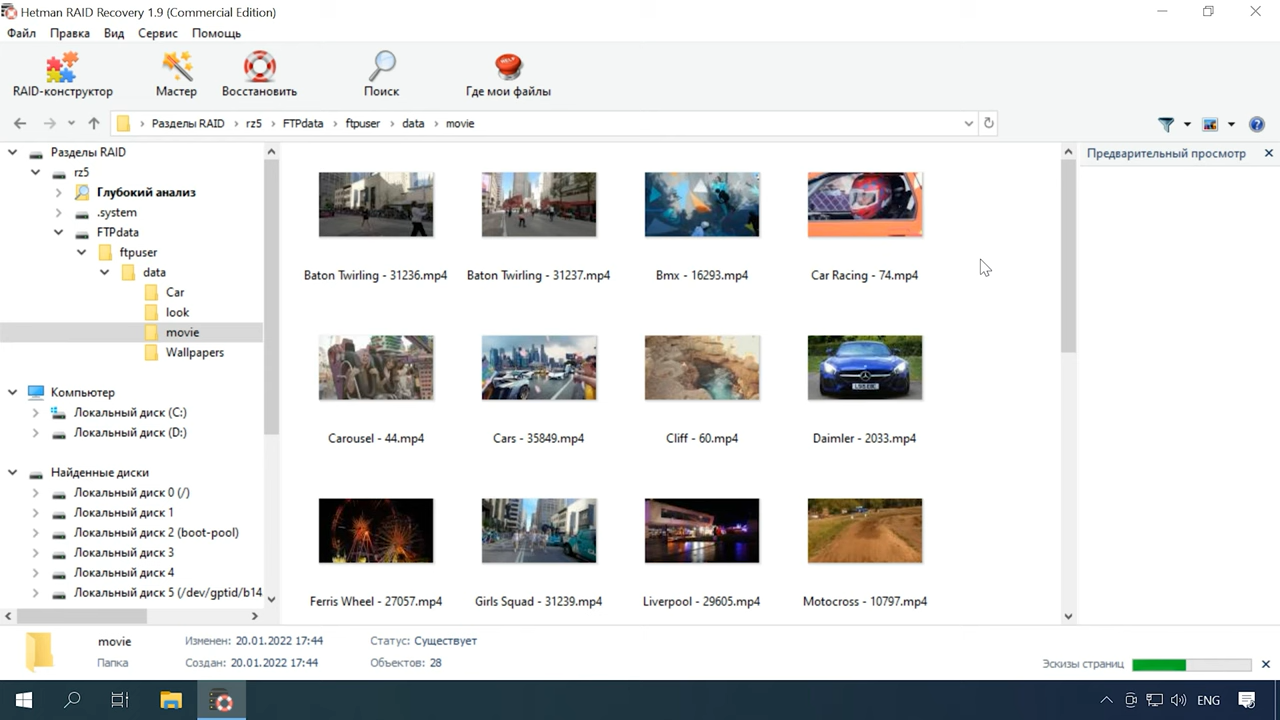 Hetman RAID Recovery 1.9 (Commercial Edition)
Файл Правка Вид Сервис Помощь
RAID-конструктор Мастер Восстановить Поиск Где мои файлы
Разделы RAID › rz5 › FTPdata › ftpuser › data › movie
Предварительный просмотр
Разделы RAID
rz5
Глубокий анализ
.system
FTPdata
ftpuser
data
Car
look
movie
Wallpapers
Компьютер
Локальный диск (C:)
Локальный диск (D:)
Найденные диски
Локальный диск 0 (/)
Локальный диск 1
Локальный диск 2 (boot-pool)
Локальный диск 3
Локальный диск 4
Локальный диск 5 (/dev/gptid/b14
Baton Twirling - 31236.mp4 Baton Twirling - 31237.mp4 Bmx - 16293.mp4 Car Racing - 74.mp4
Carousel - 44.mp4 Cars - 35849.mp4 Cliff - 60.mp4 Daimler - 2033.mp4
Ferris Wheel - 27057.mp4 Girls Squad - 31239.mp4 Liverpool - 29605.mp4 Motocross - 10797.mp4
movie Изменен: 20.01.2022 17:44 Статус: Существует
Папка Создан: 20.01.2022 17:44 Объектов: 28
Эскизы страниц
ENG